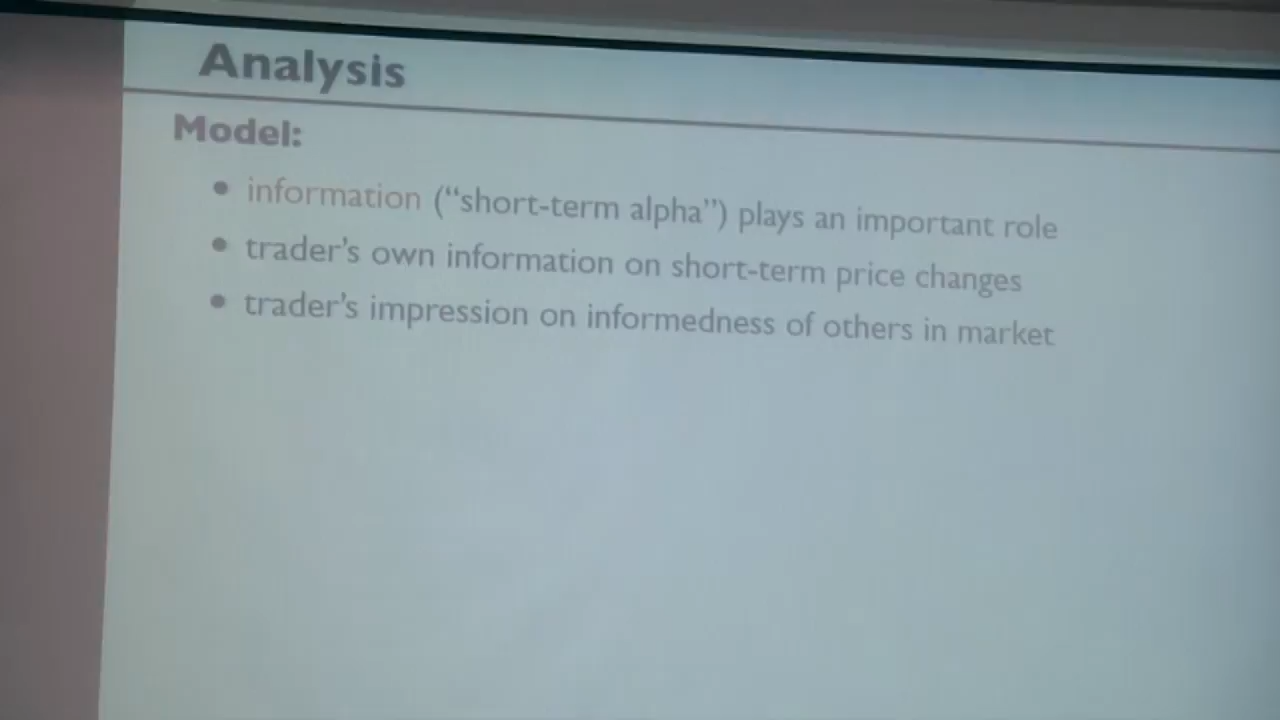 Analysis
Model:
• information (“short-term alpha”) plays an important role
• trader’s own information on short-term price changes
• trader’s impression on informedness of others in market